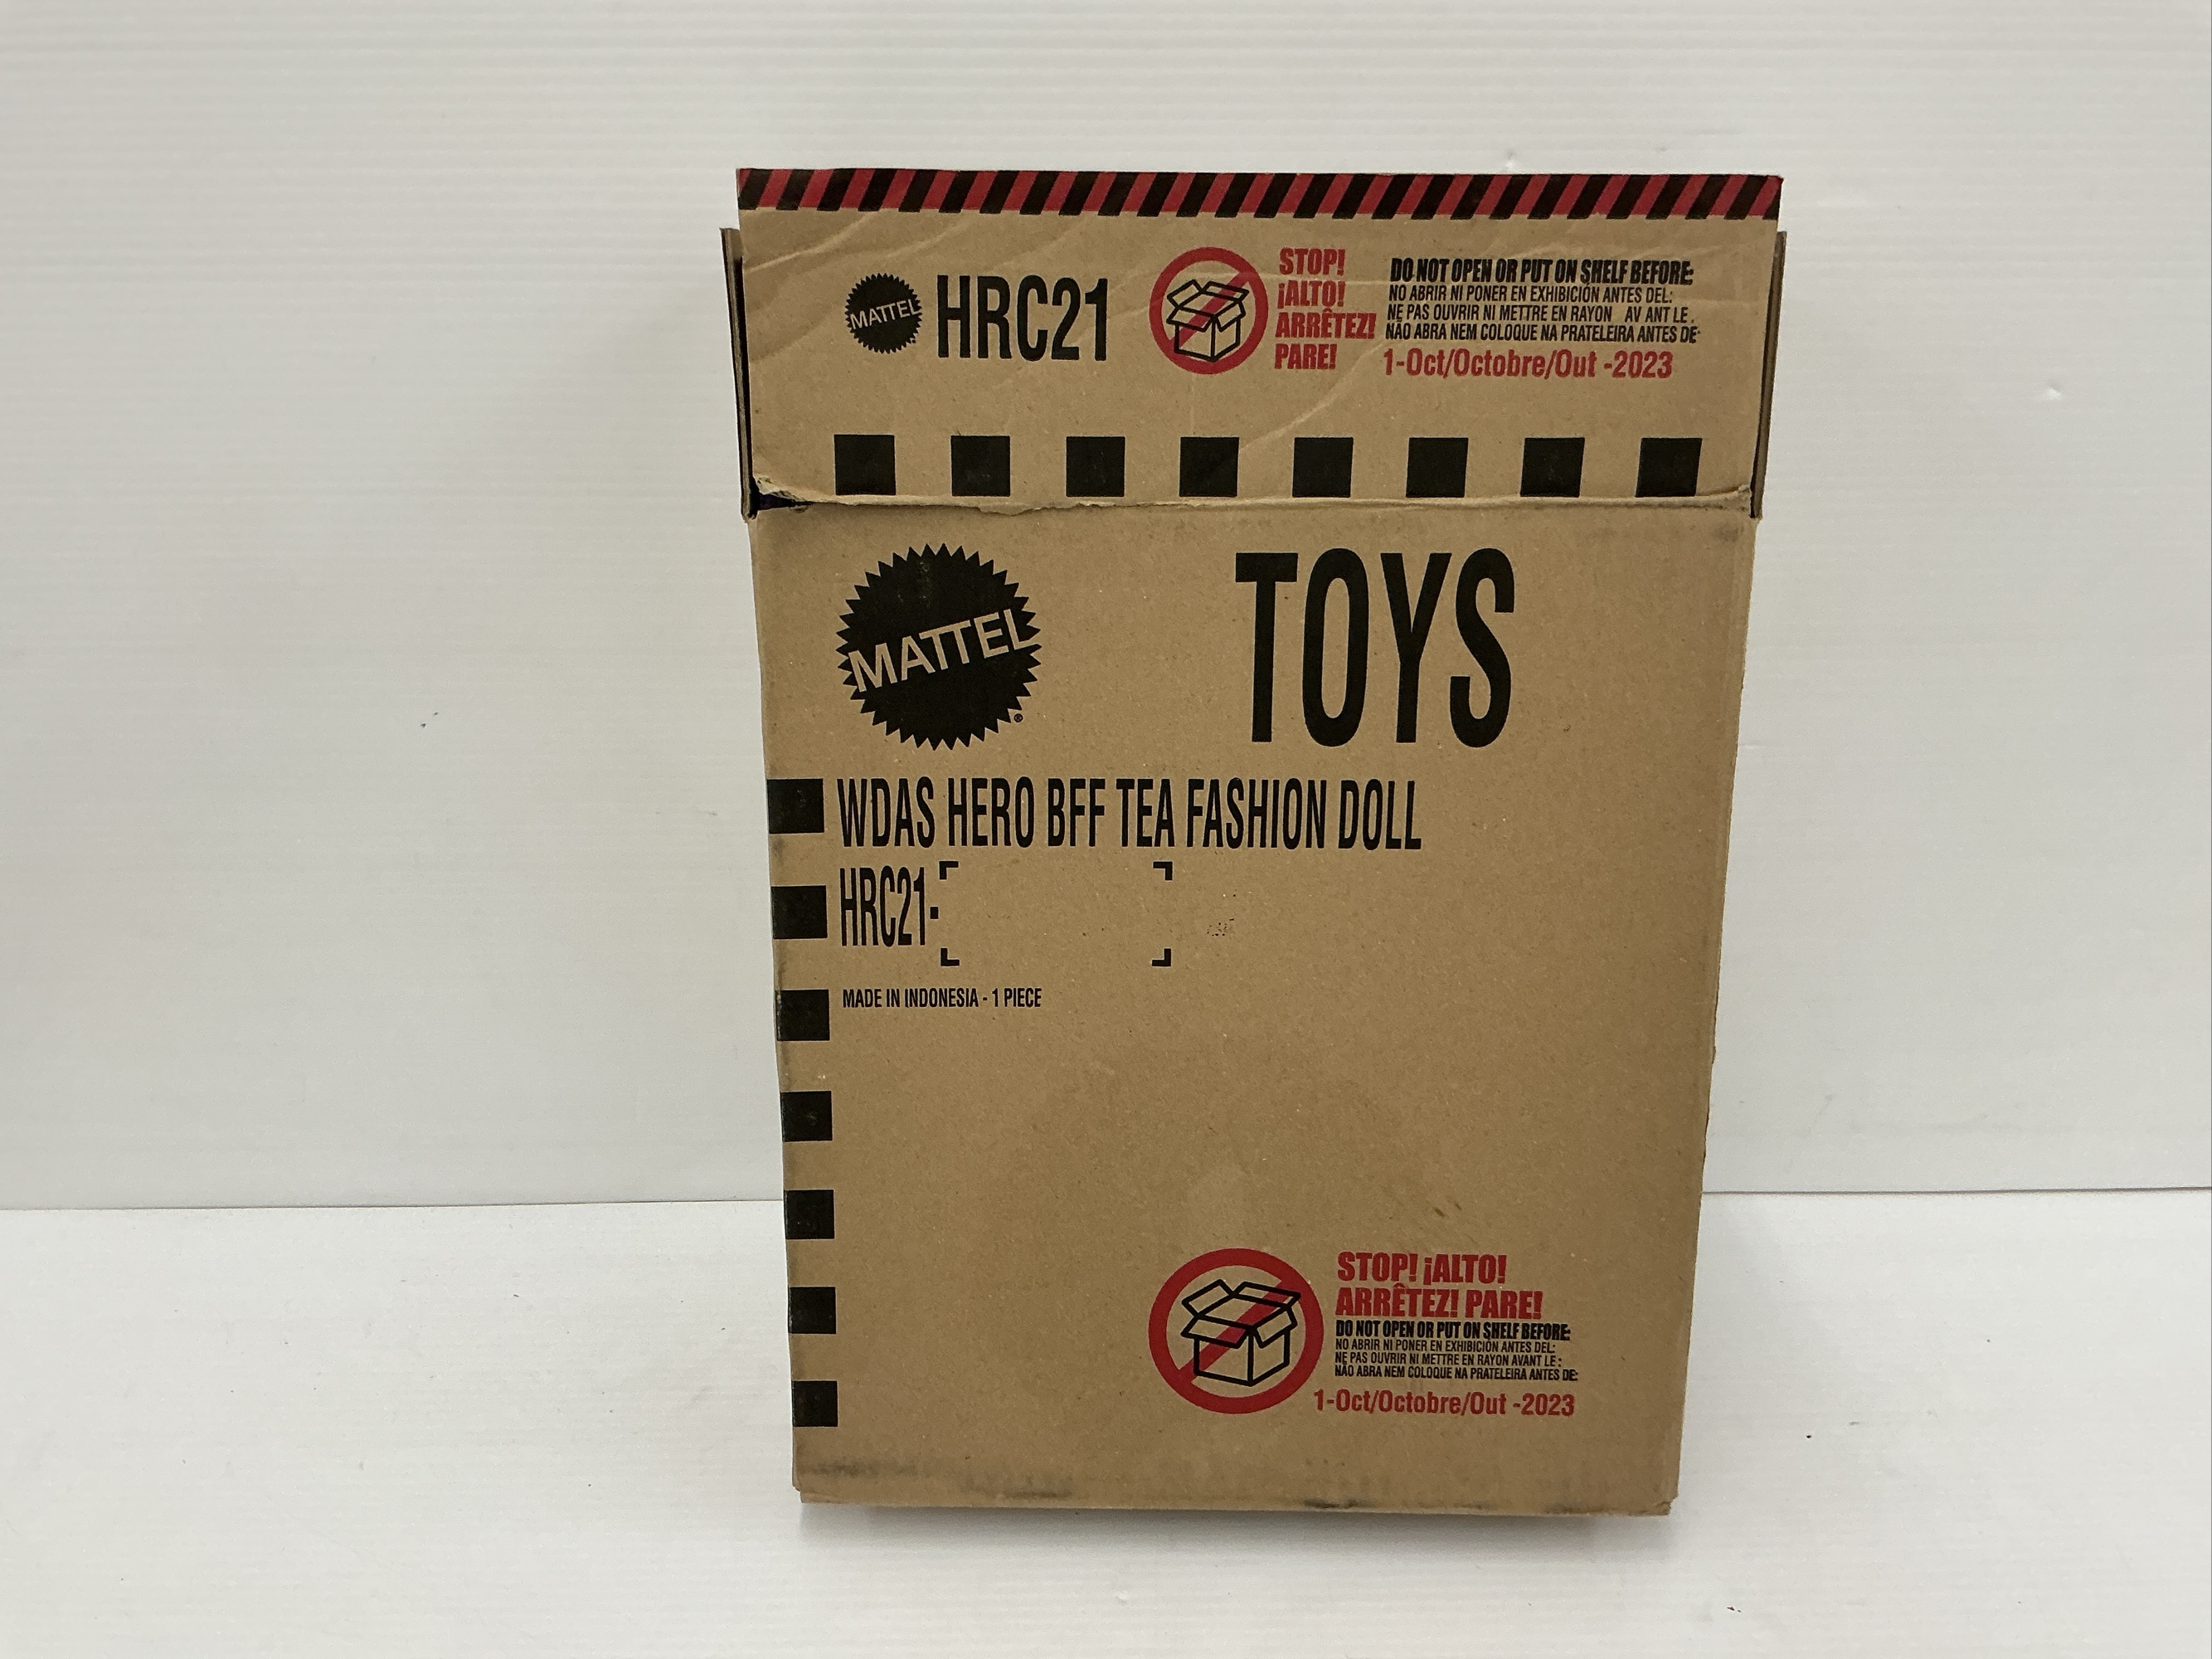 MATTEL HRC21
STOP!
¡ALTO!
ARRÊTEZ!
PARE!
DO NOT OPEN OR PUT ON SHELF BEFORE:
NO ABRIR NI PONER EN EXHIBICIÓN ANTES DEL:
NE PAS OUVRIR NI METTRE EN RAYON AV ANT LE :
NÃO ABRA NEM COLOQUE NA PRATELEIRA ANTES DE:
1-Oct/Octobre/Out -2023
MATTEL®
TOYS
WDAS HERO BFF TEA FASHION DOLL
HRC21-
MADE IN INDONESIA - 1 PIECE
STOP! ¡ALTO!
ARRÊTEZ! PARE!
DO NOT OPEN OR PUT ON SHELF BEFORE:
NO ABRIR NI PONER EN EXHIBICIÓN ANTES DEL:
NE PAS OUVRIR NI METTRE EN RAYON AVANT LE :
NÃO ABRA NEM COLOQUE NA PRATELEIRA ANTES DE:
1-Oct/Octobre/Out -2023